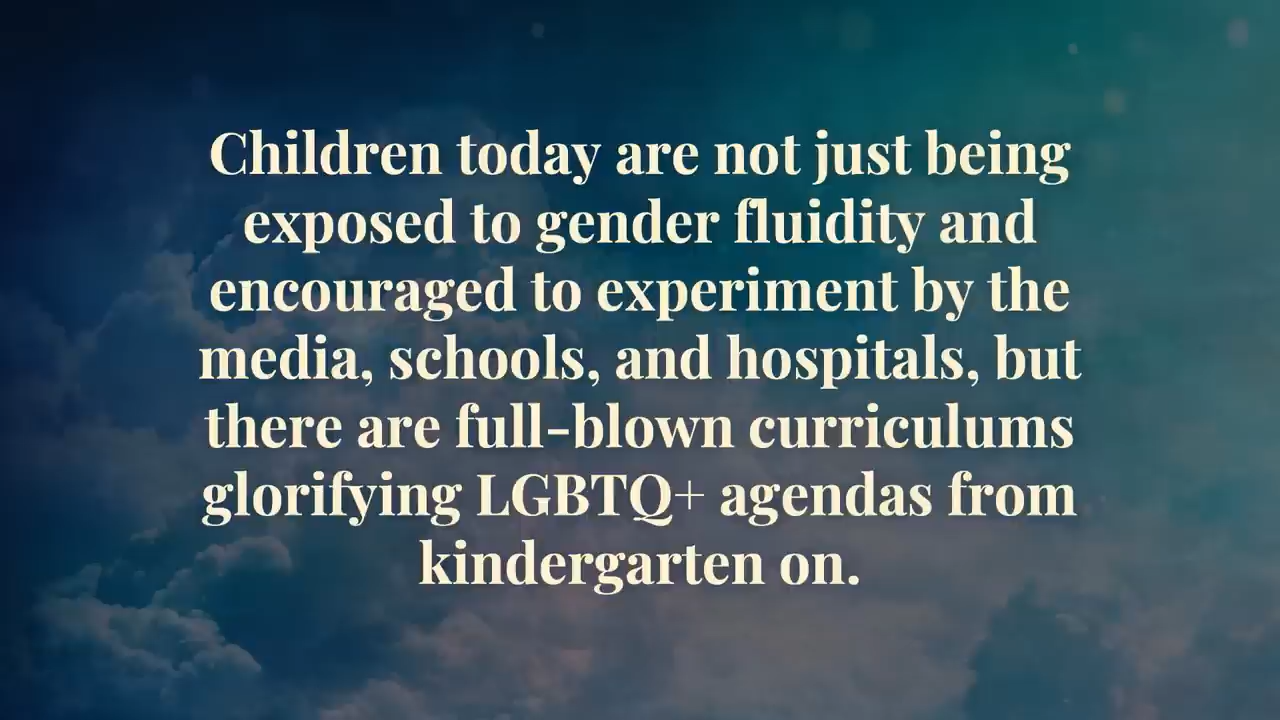 Children today are not just being
exposed to gender fluidity and
encouraged to experiment by the
media, schools, and hospitals, but
there are full-blown curriculums
glorifying LGBTQ+ agendas from
kindergarten on.